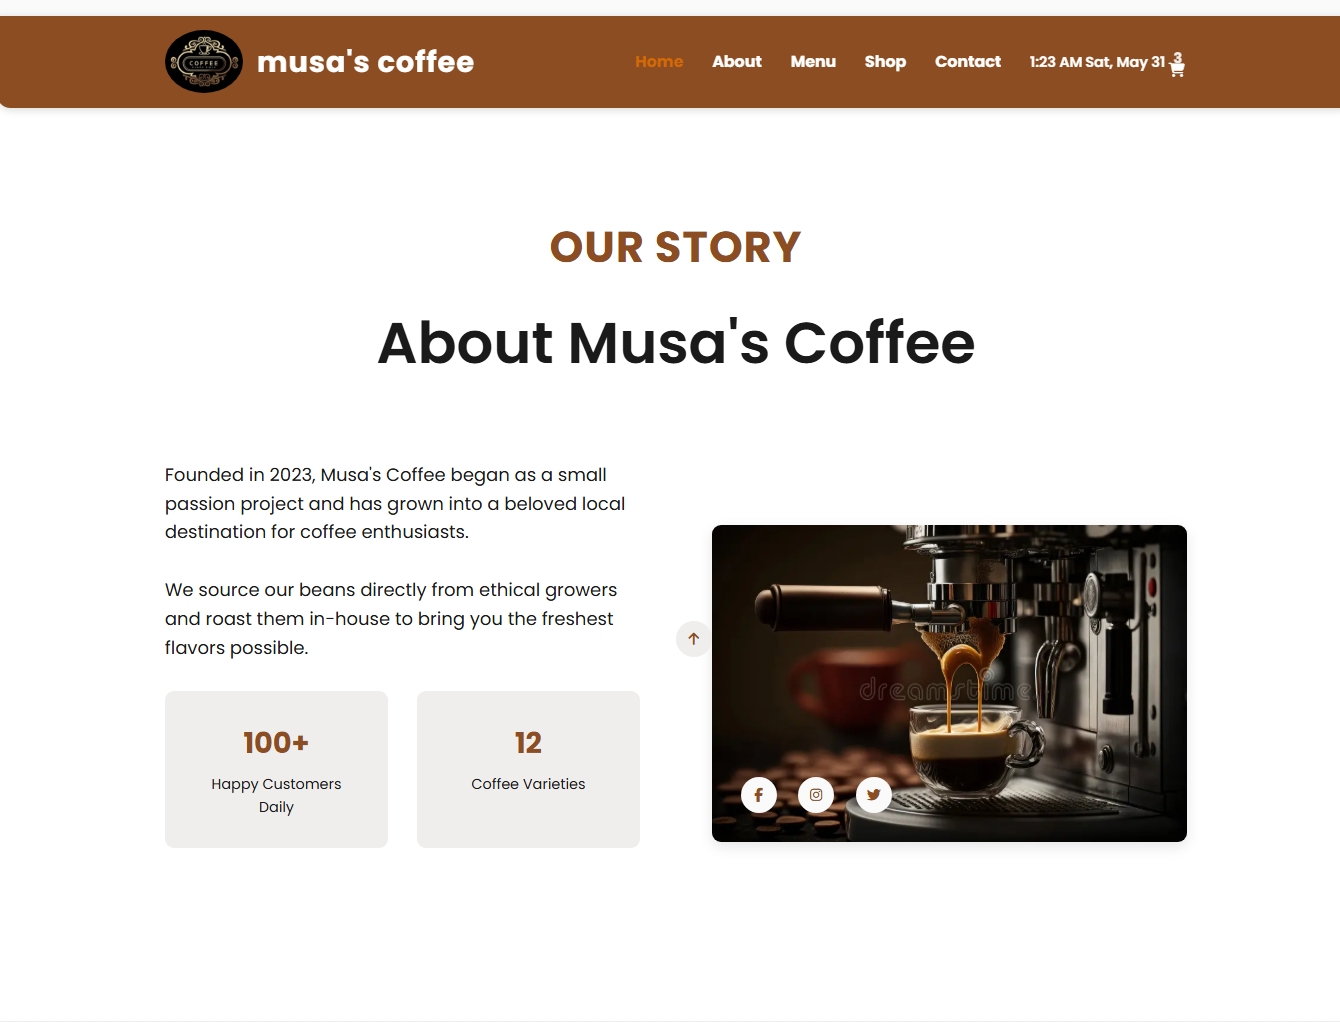 COFFEE
musa's coffee
Home About Menu Shop Contact 1:23 AM Sat, May 31 3
OUR STORY
About Musa's Coffee
Founded in 2023, Musa's Coffee began as a small
passion project and has grown into a beloved local
destination for coffee enthusiasts.
We source our beans directly from ethical growers
and roast them in-house to bring you the freshest
flavors possible.
100+
Happy Customers
Daily
12
Coffee Varieties
dreamstime